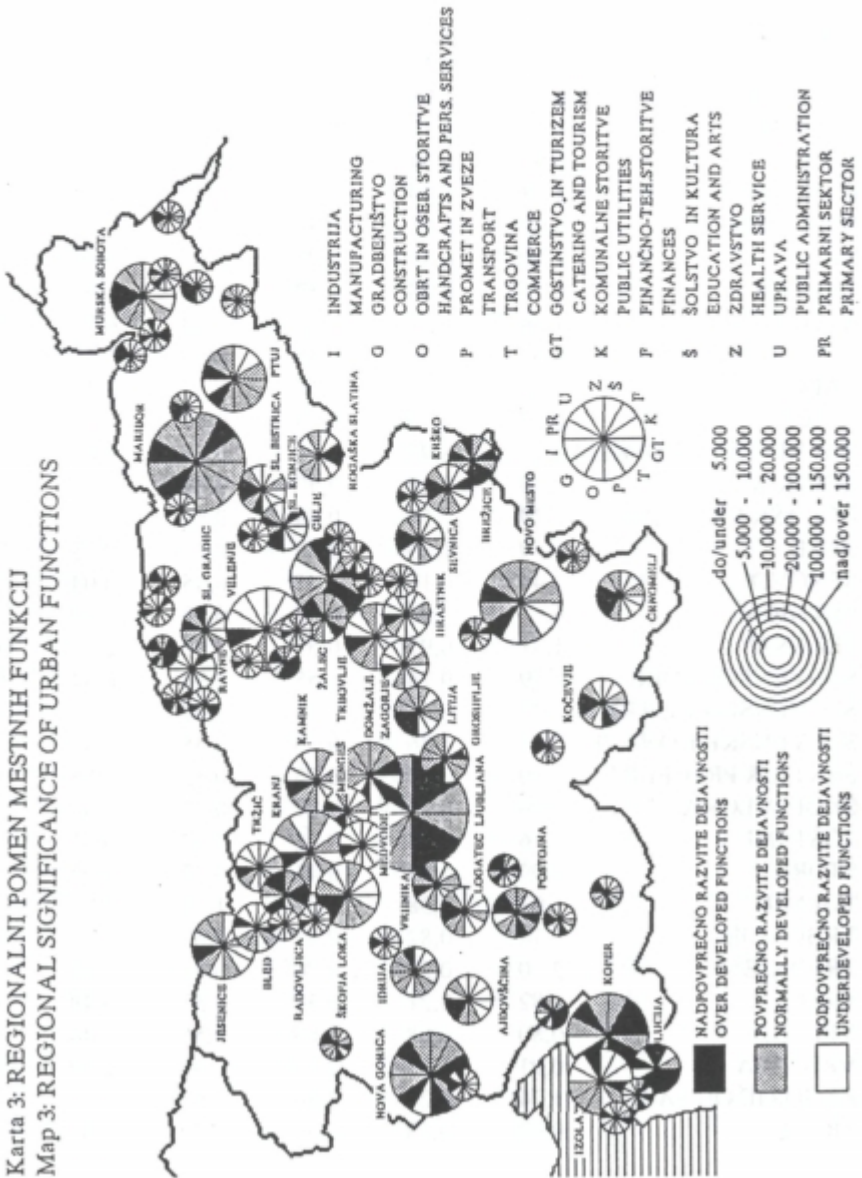 Karta 3: REGIONALNI POMEN MESTNIH FUNKCIJ
Map 3: REGIONAL SIGNIFICANCE OF URBAN FUNCTIONS
MURSKA SOBOTA
MARIBOR
PTUJ
SL. BISTRICA
SL. KONJICE
ROGAŠKA SLATINA
CELJE
SL. GRADEC
VELENJE
RAVNE
ŽALEC
TRBOVLJE
HRASTNIK
SEVNICA
KRŠKO
BREŽICE
NOVO MESTO
ČRNOMELJ
KOČEVJE
KAMNIK
MENGEŠ
DOMŽALE
ZAGORJE
LITIJA
GROSUPLJE
LJUBLJANA
TRŽIČ
KRANJ
MEDVODE
VRHNIKA
LOGATEC
POSTOJNA
JESENICE
BLED
RADOVLJICA
ŠKOFJA LOKA
IDRIJA
AJDOVŠČINA
NOVA GORICA
KOPER
LUCIJA
IZOLA
I INDUSTRIJA
MANUFACTURING
G GRADBENIŠTVO
CONSTRUCTION
O OBRT IN OSEB. STORITVE
HANDCRAFTS AND PERS. SERVICES
P PROMET IN ZVEZE
TRANSPORT
T TRGOVINA
COMMERCE
GT GOSTINSTVO,IN TURIZEM
CATERING AND TOURISM
K KOMUNALNE STORITVE
PUBLIC UTILITIES
F FINANČNO-TEH.STORITVE
FINANCES
Š ŠOLSTVO IN KULTURA
EDUCATION AND ARTS
Z ZDRAVSTVO
HEALTH SERVICE
U UPRAVA
PUBLIC ADMINISTRATION
PR PRIMARNI SEKTOR
PRIMARY SECTOR
I PR U Z Š F K GT T P O G
do/under 5.000
5.000 - 10.000
10.000 - 20.000
20.000 - 100.000
100.000 - 150.000
nad/over 150.000
NADPOVPREČNO RAZVITE DEJAVNOSTI
OVER DEVELOPED FUNCTIONS
POVPREČNO RAZVITE DEJAVNOSTI
NORMALLY DEVELOPED FUNCTIONS
PODPOVPREČNO RAZVITE DEJAVNOSTI
UNDERDEVELOPED FUNCTIONS